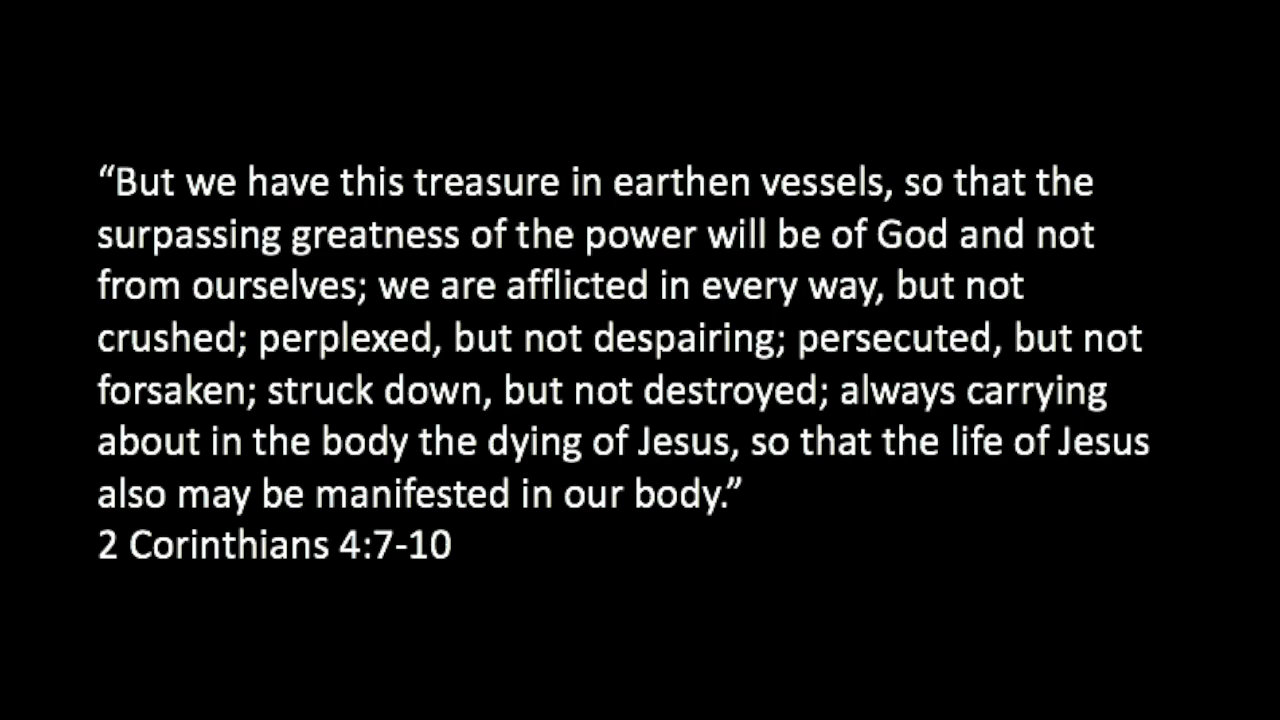 “But we have this treasure in earthen vessels, so that the
surpassing greatness of the power will be of God and not
from ourselves; we are afflicted in every way, but not
crushed; perplexed, but not despairing; persecuted, but not
forsaken; struck down, but not destroyed; always carrying
about in the body the dying of Jesus, so that the life of Jesus
also may be manifested in our body.”
2 Corinthians 4:7-10